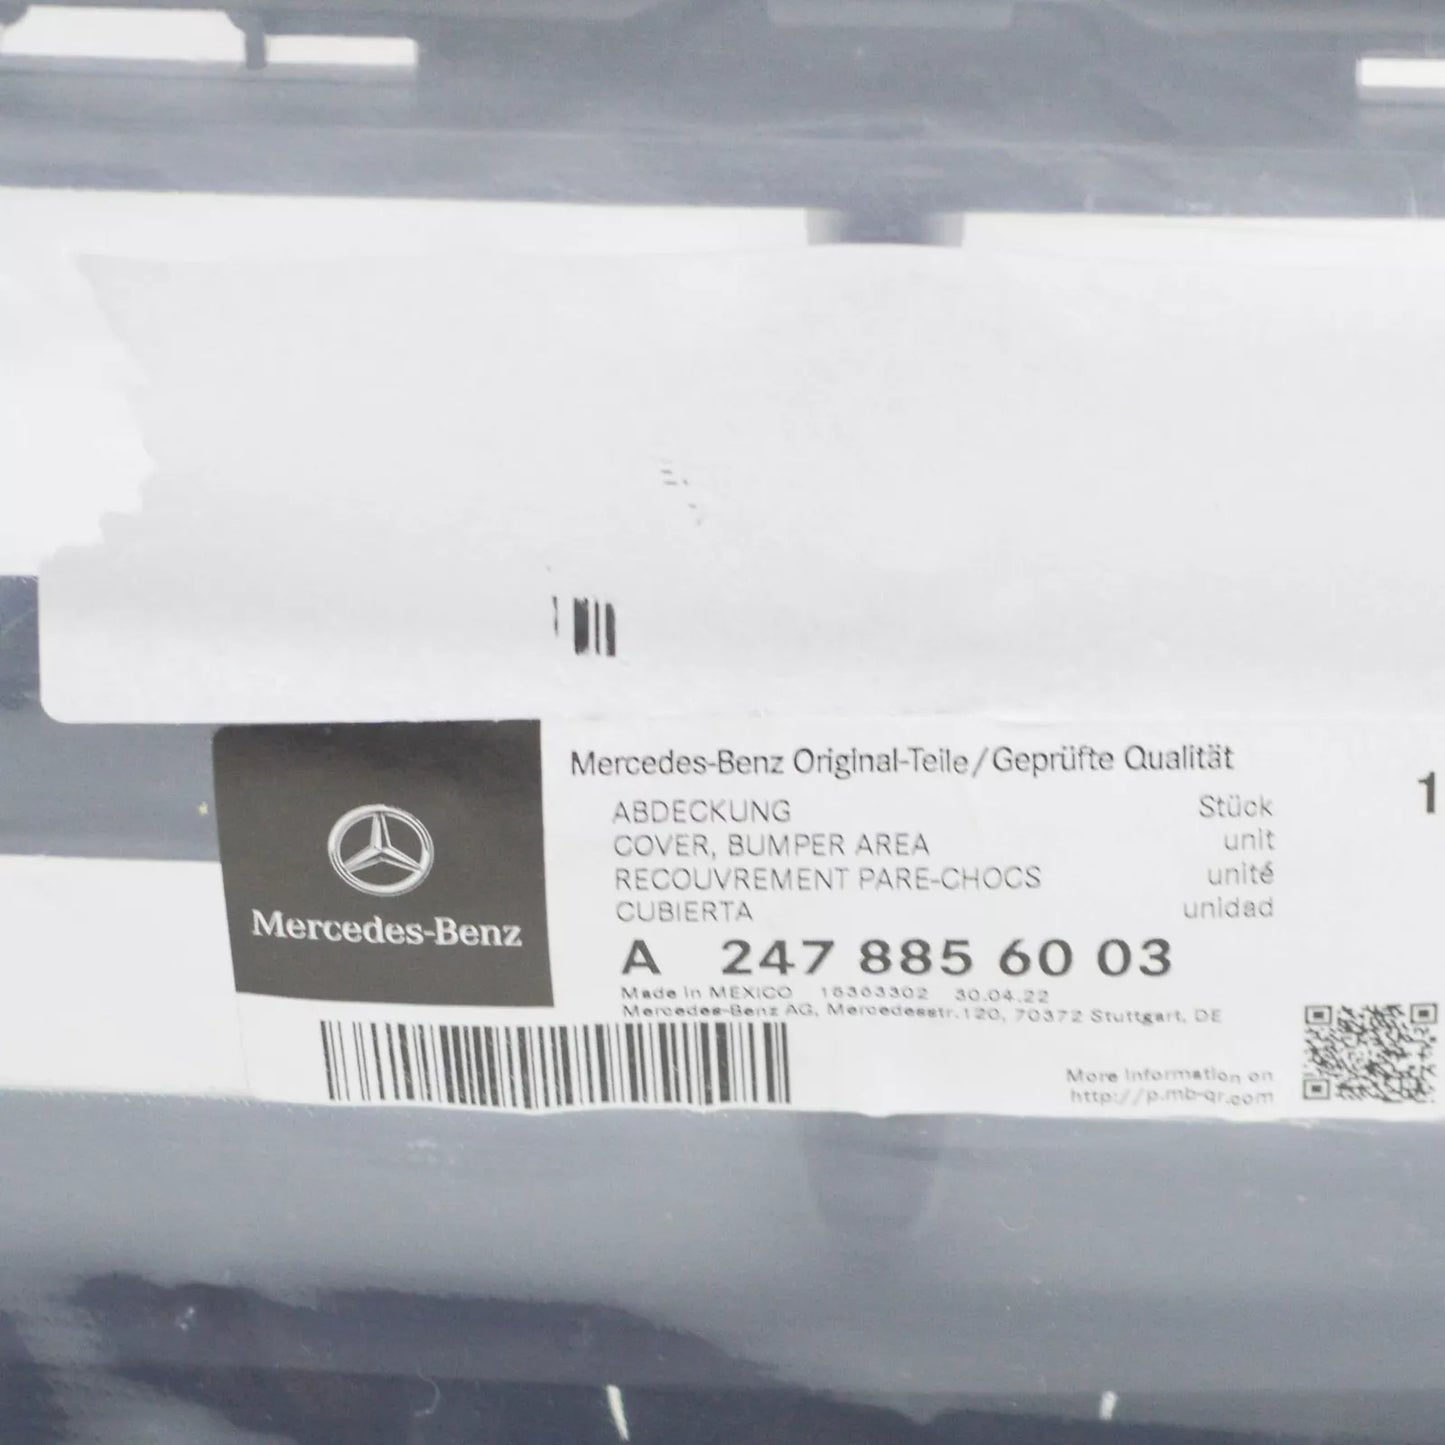 Mercedes-Benz
Mercedes-Benz Original-Teile/Geprüfte Qualität
ABDECKUNG Stück 1
COVER, BUMPER AREA unit
RECOUVREMENT PARE-CHOCS unité
CUBIERTA unidad
A 247 885 60 03
Made in MEXICO 16363302 30.04.22
Mercedes-Benz AG, Mercedesstr.120, 70372 Stuttgart, DE
More information on
http://p.mb-qr.com